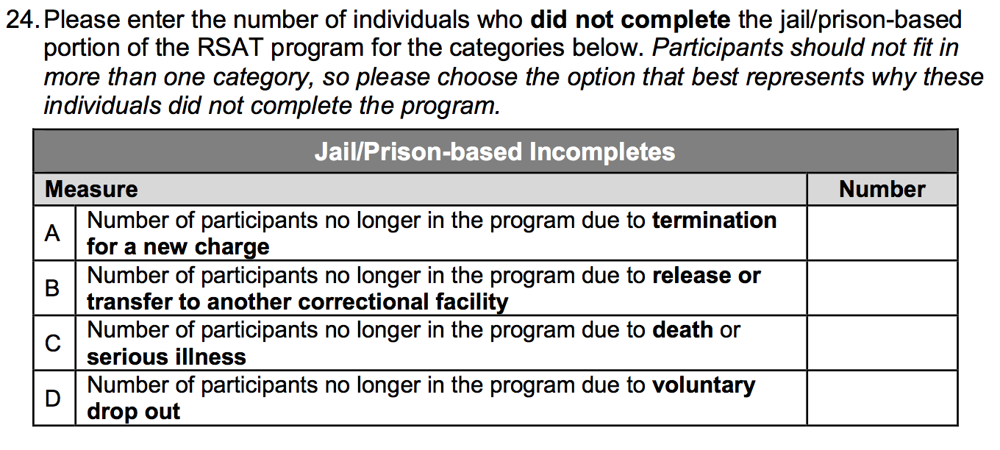 24. Please enter the number of individuals who did not complete the jail/prison-based
portion of the RSAT program for the categories below. Participants should not fit in
more than one category, so please choose the option that best represents why these
individuals did not complete the program.
Jail/Prison-based Incompletes
Measure Number
A Number of participants no longer in the program due to termination
for a new charge
B Number of participants no longer in the program due to release or
transfer to another correctional facility
C Number of participants no longer in the program due to death or
serious illness
D Number of participants no longer in the program due to voluntary
drop out